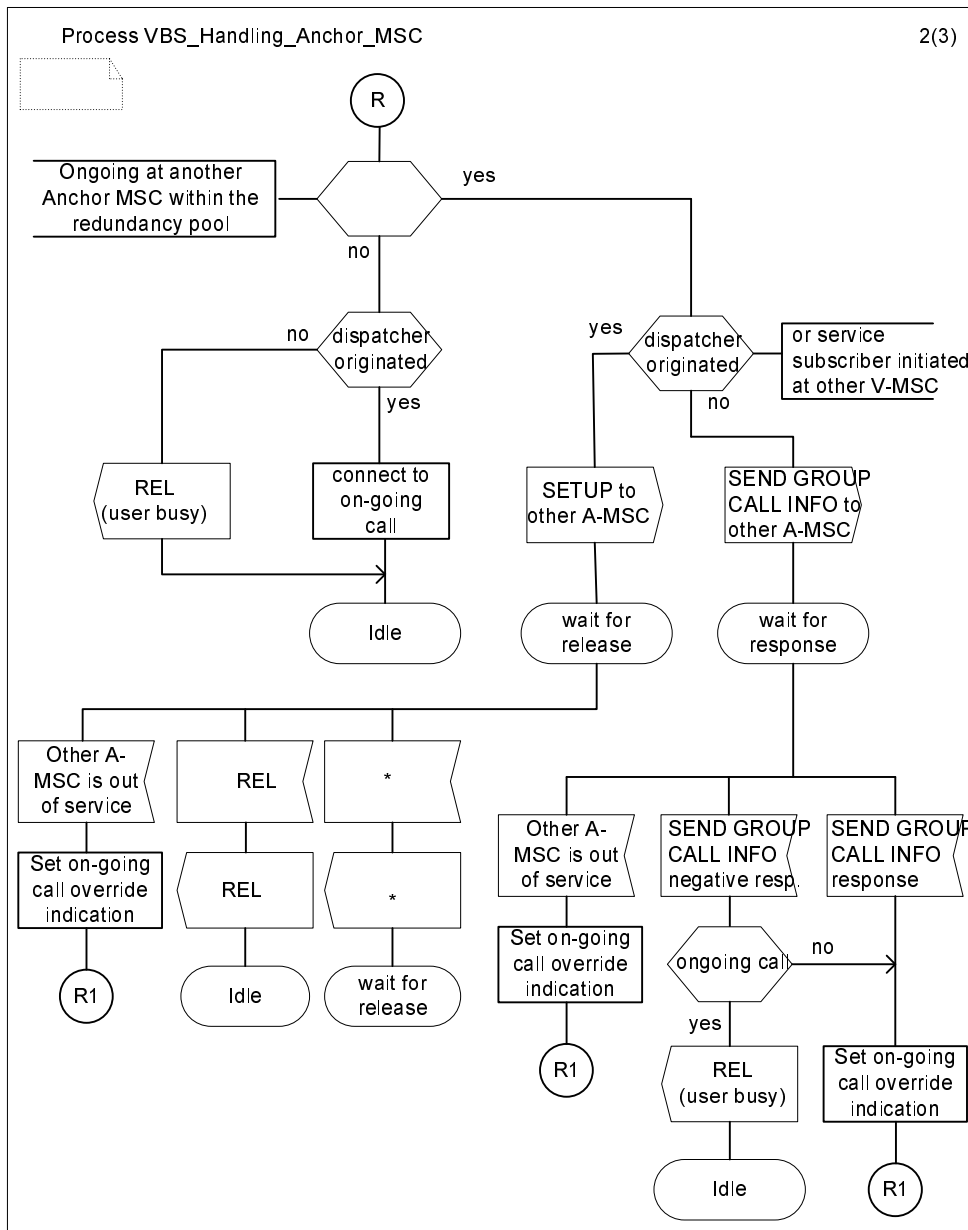 Process VBS_Handling_Anchor_MSC
2(3)
R
Ongoing at another
Anchor MSC within the
redundancy pool
yes
no
no
dispatcher
originated
yes
yes
dispatcher
originated
no
or service
subscriber initiated
at other V-MSC
REL
(user busy)
connect to
on-going
call
SETUP to
other A-MSC
SEND GROUP
CALL INFO to
other A-MSC
Idle
wait for
release
wait for
response
Other A-
MSC is out
of service
REL
*
Set on-going
call override
indication
REL
*
R1
Idle
wait for
release
Other A-
MSC is out
of service
SEND GROUP
CALL INFO
negative resp.
SEND GROUP
CALL INFO
response
Set on-going
call override
indication
ongoing call
no
yes
R1
REL
(user busy)
Set on-going
call override
indication
Idle
R1